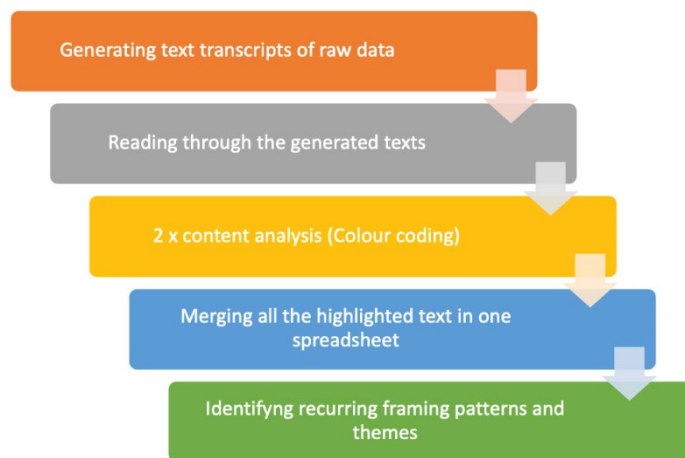 Generating text transcripts of raw data
Reading through the generated texts
2 x content analysis (Colour coding)
Merging all the highlighted text in one
spreadsheet
Identifyng recurring framing patterns and
themes